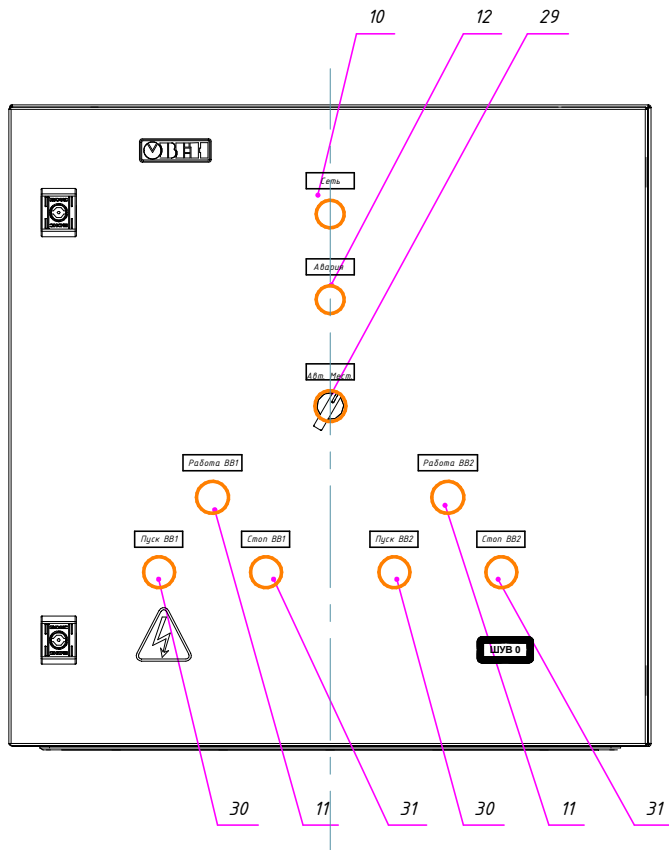 10
12
29
ОВЕН
Сеть
Авария
Авт. Мест.
Работа ВВ1
Работа ВВ2
Пуск ВВ1
Стоп ВВ1
Пуск ВВ2
Стоп ВВ2
ШУВ 0
30
11
31
30
11
31